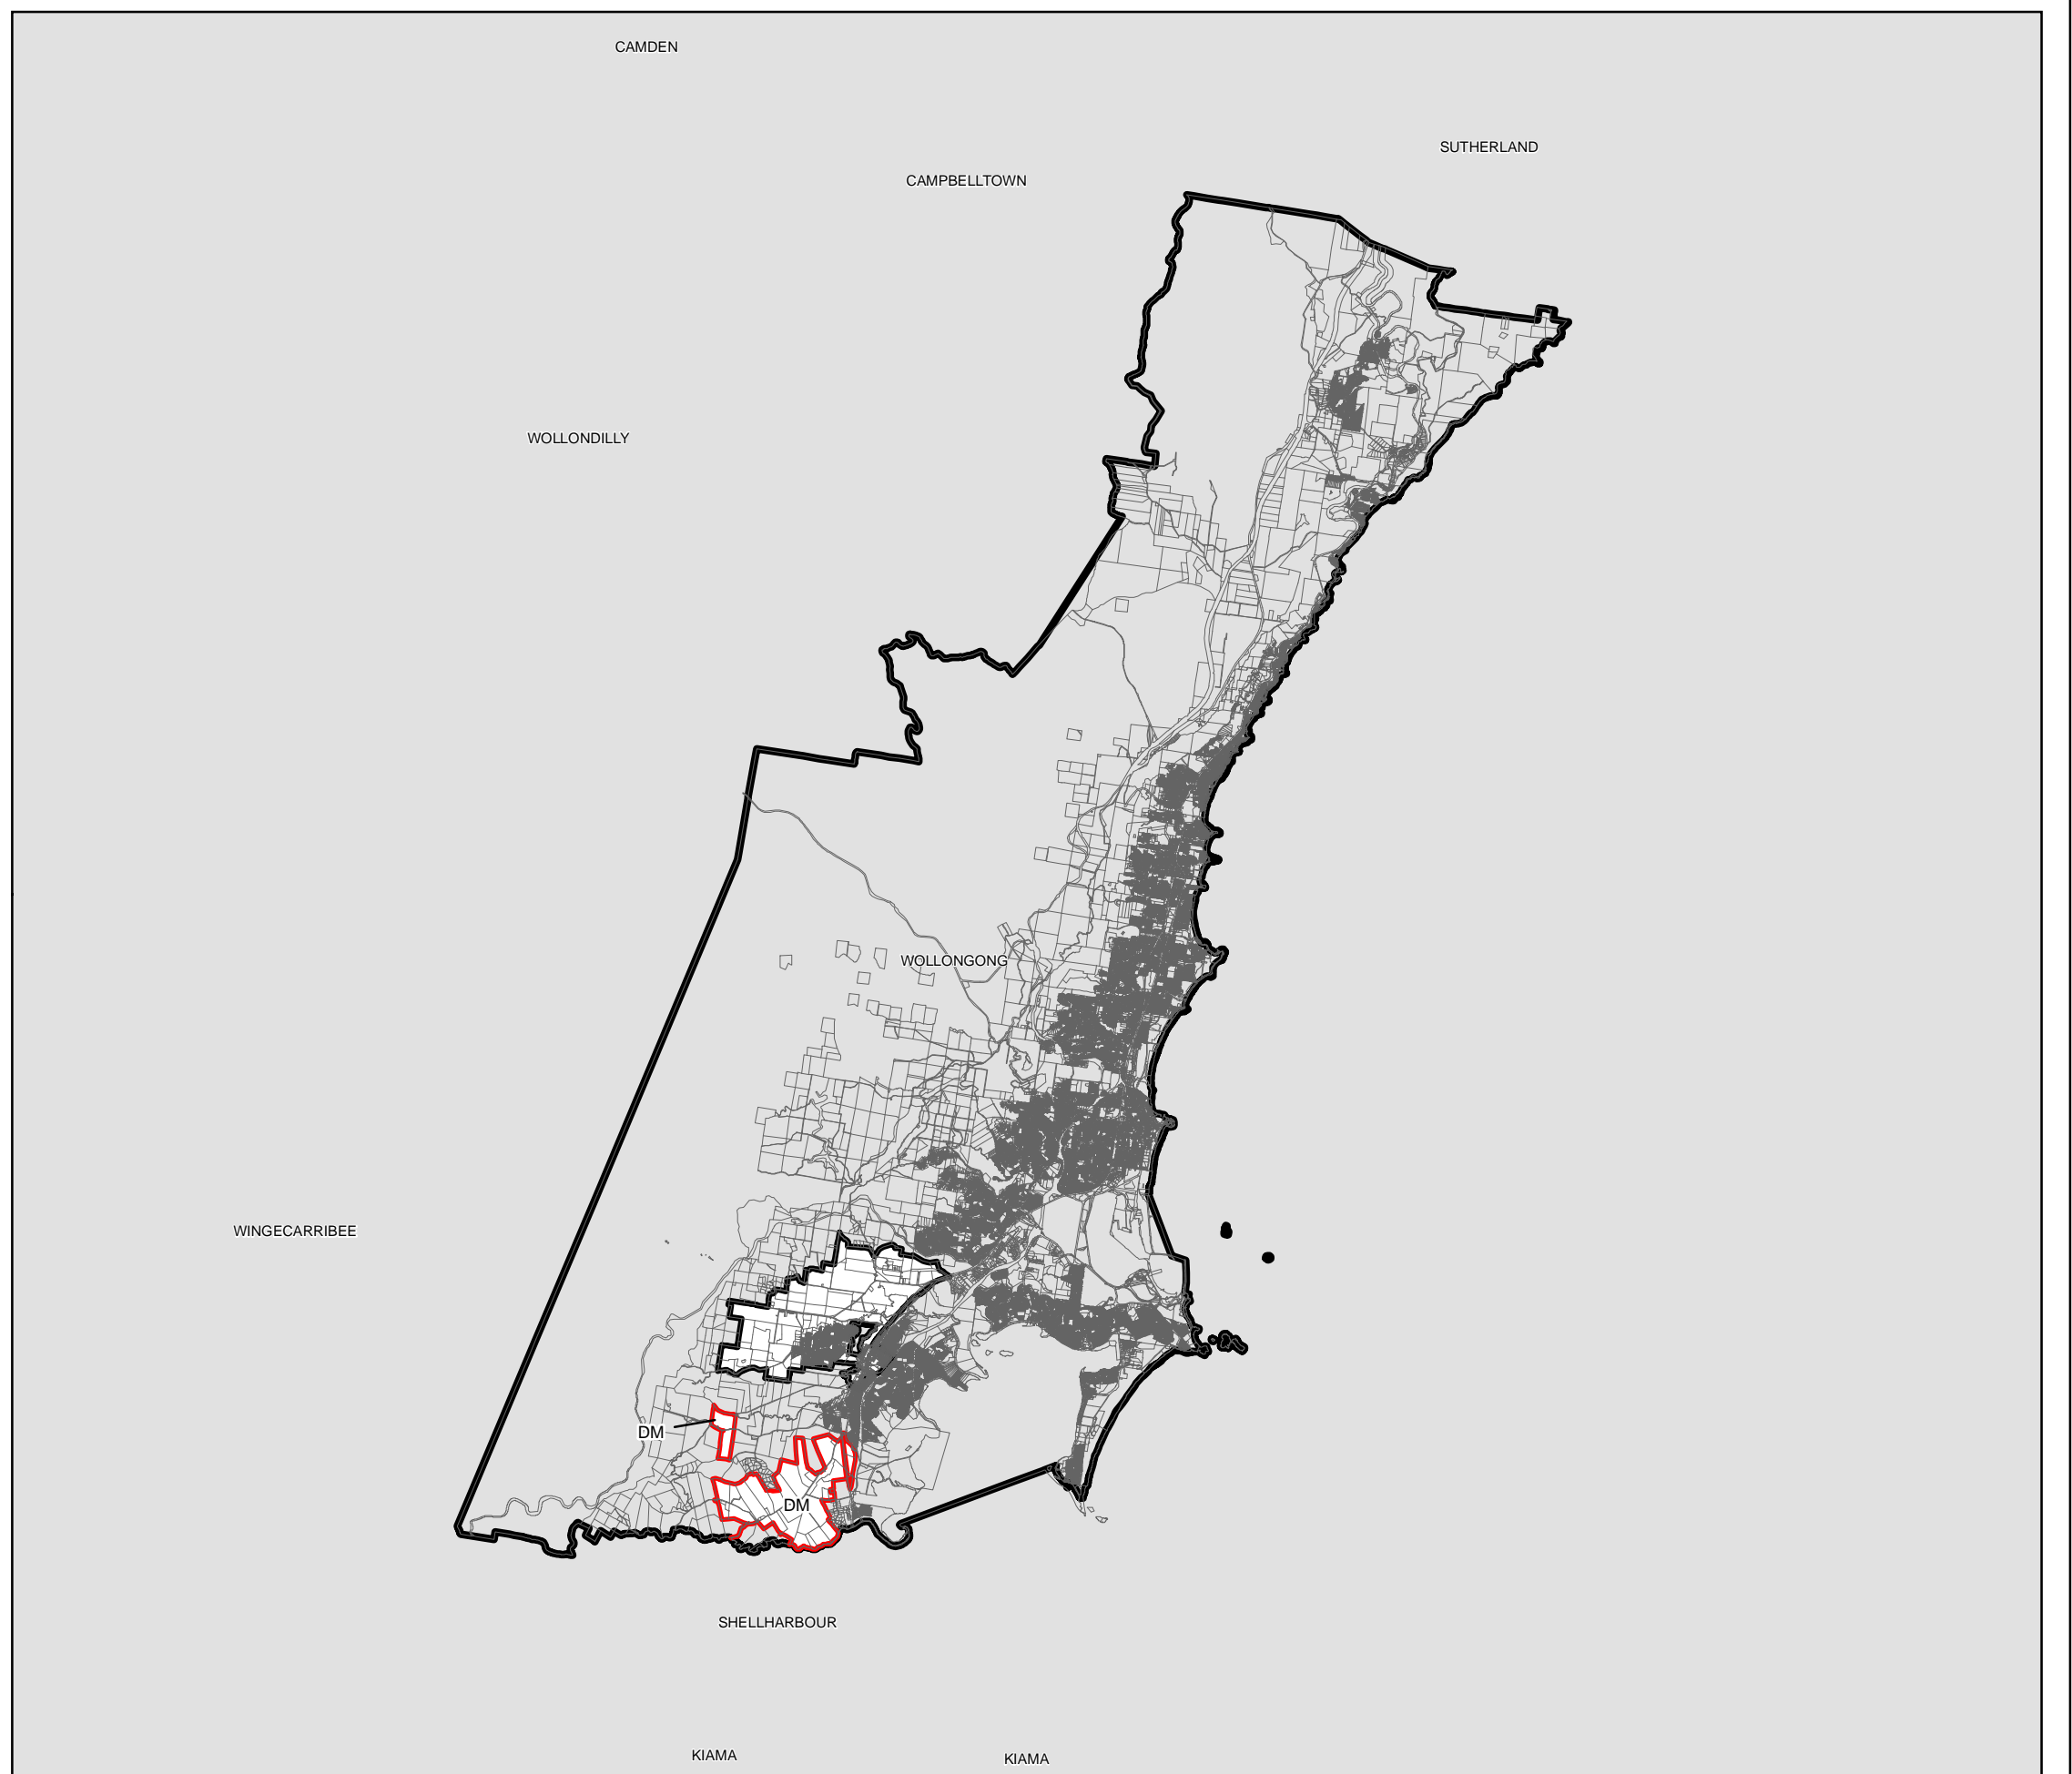 CAMDEN
SUTHERLAND
CAMPBELLTOWN
WOLLONDILLY
WOLLONGONG
WINGECARRIBEE
DM
DM
SHELLHARBOUR
KIAMA
KIAMA